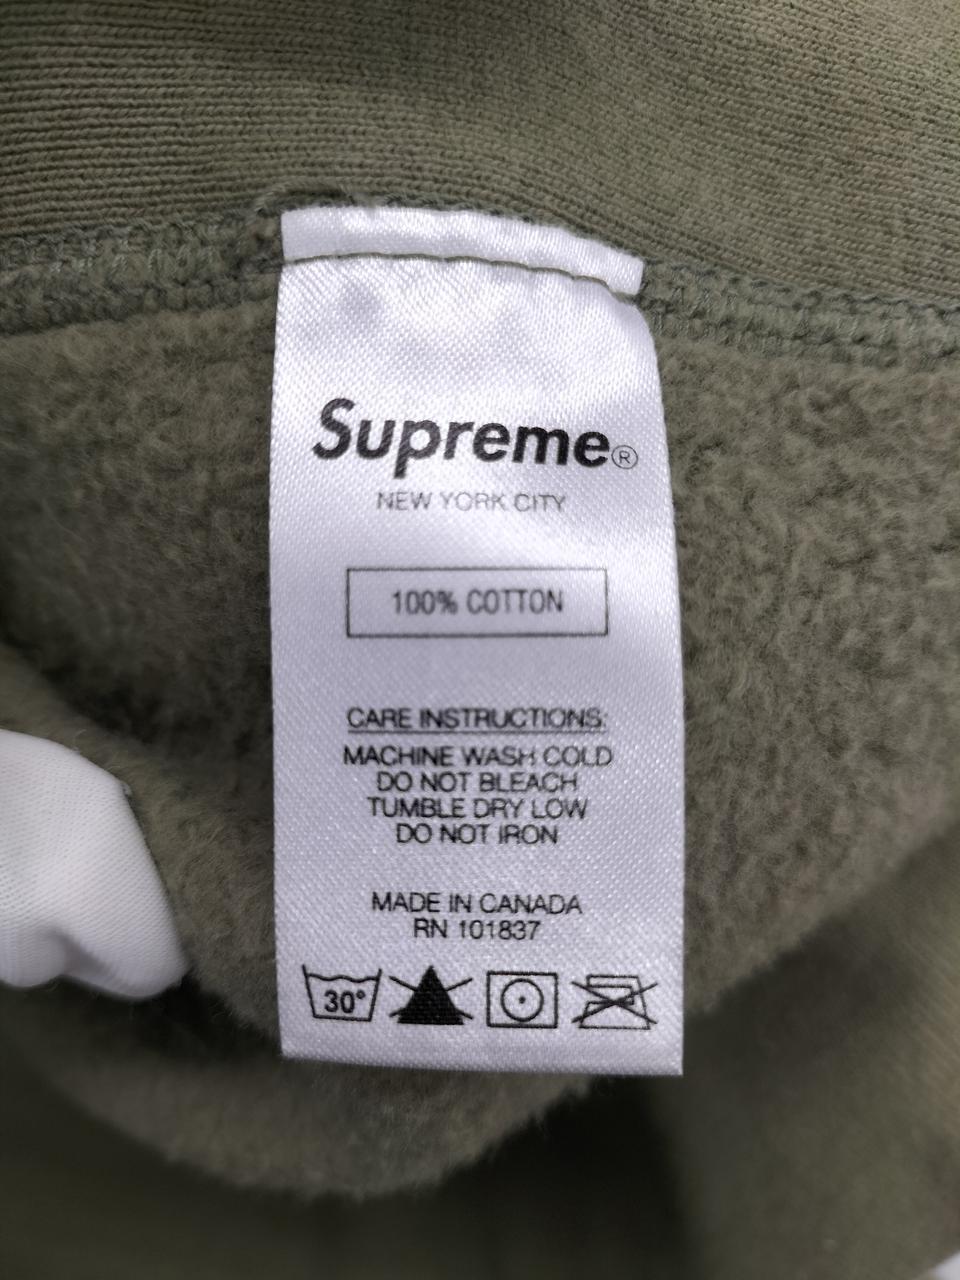 Supreme®
NEW YORK CITY
100% COTTON
CARE INSTRUCTIONS:
MACHINE WASH COLD
DO NOT BLEACH
TUMBLE DRY LOW
DO NOT IRON
MADE IN CANADA
RN 101837
30°